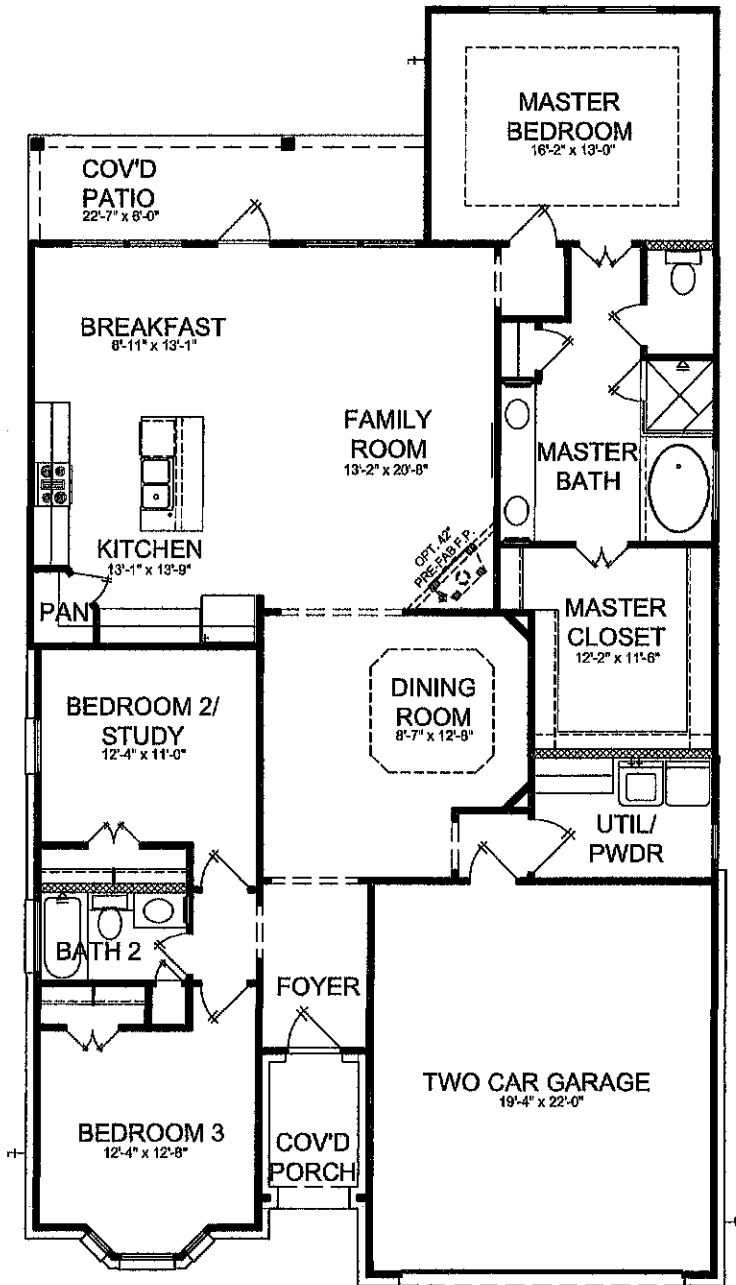 MASTER
BEDROOM
16'-2" x 13'-0"
COV'D
PATIO
22'-7" x 6'-0"
BREAKFAST
8'-11" x 13'-1"
FAMILY
ROOM
13'-2" x 20'-8"
MASTER
BATH
OPT. 42"
PRE-FAB F.P.
KITCHEN
13'-1" x 13'-9"
PAN
MASTER
CLOSET
12'-2" x 11'-6"
BEDROOM 2/
STUDY
12'-4" x 11'-0"
DINING
ROOM
8'-7" x 12'-8"
UTIL/
PWDR
BATH 2
FOYER
TWO CAR GARAGE
19'-4" x 22'-0"
BEDROOM 3
12'-4" x 12'-8"
COV'D
PORCH